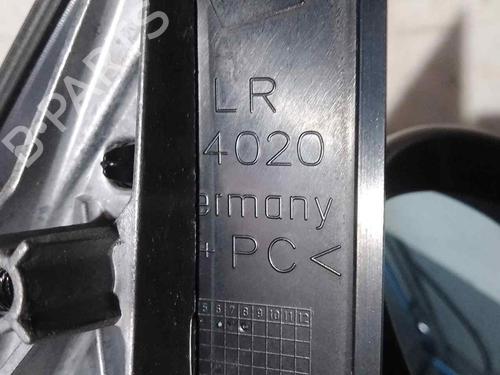 B-PARTS
LR
4020
ermany
+ PC <
5 6 7 8 9 10 11 12